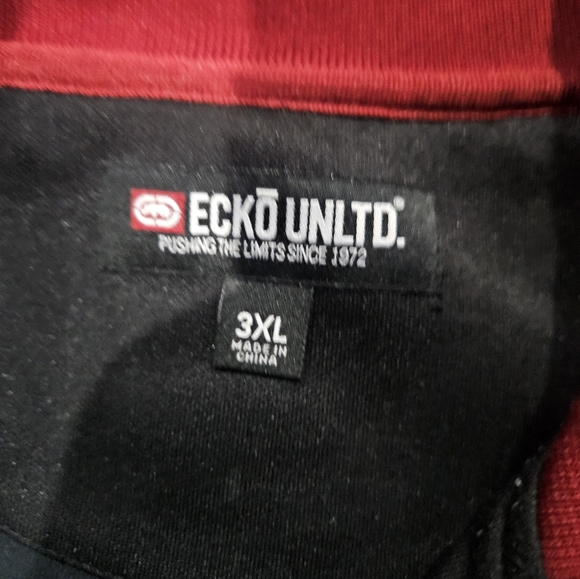 ECKŌ UNLTD.®
PUSHING THE LIMITS SINCE 1972
3XL
MADE IN
CHINA